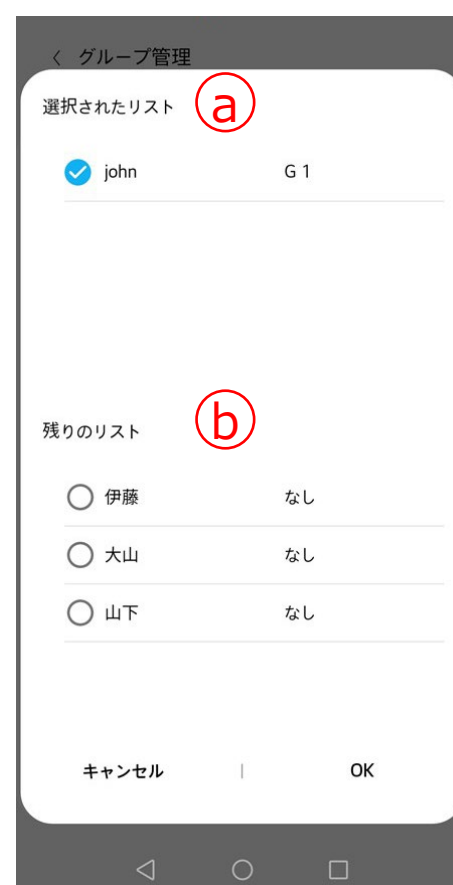 〈 グループ管理
選択されたリスト ⓐ
john G 1
残りのリスト ⓑ
伊藤 なし
大山 なし
山下 なし
キャンセル | OK